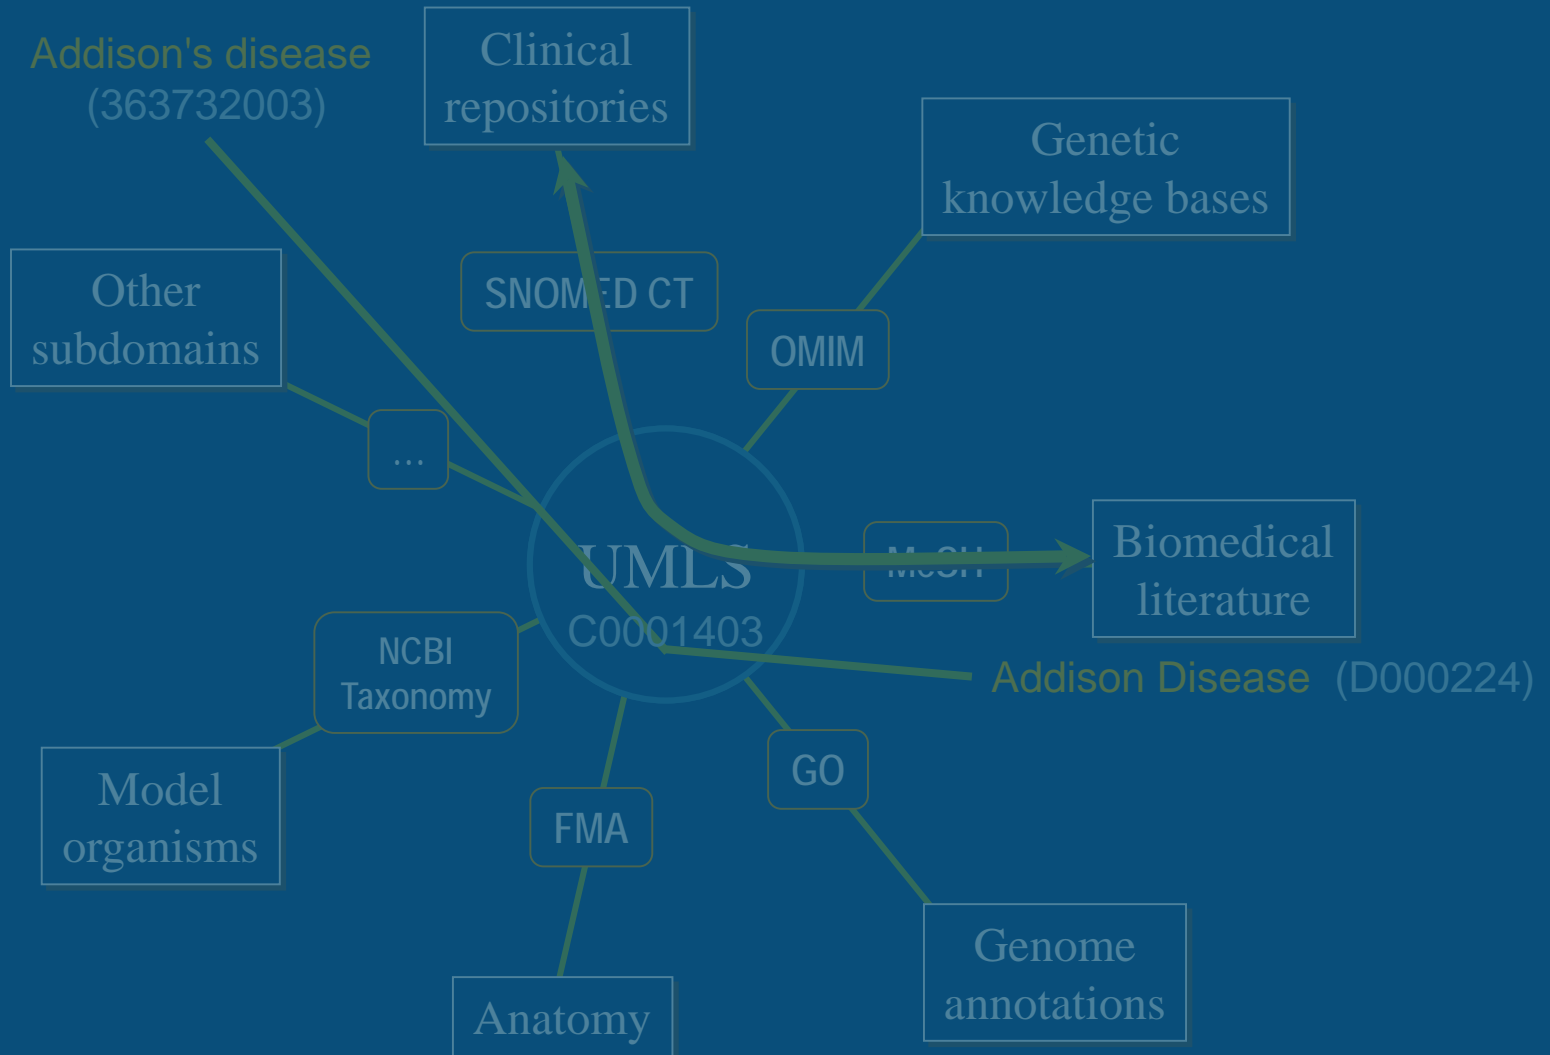 Addison's disease
(363732003)
Clinical
repositories
Genetic
knowledge bases
Other
subdomains
SNOMED CT
OMIM
...
UMLS
C0001403
MeSH
Biomedical
literature
NCBI
Taxonomy
Addison Disease (D000224)
Model
organisms
FMA
GO
Genome
annotations
Anatomy